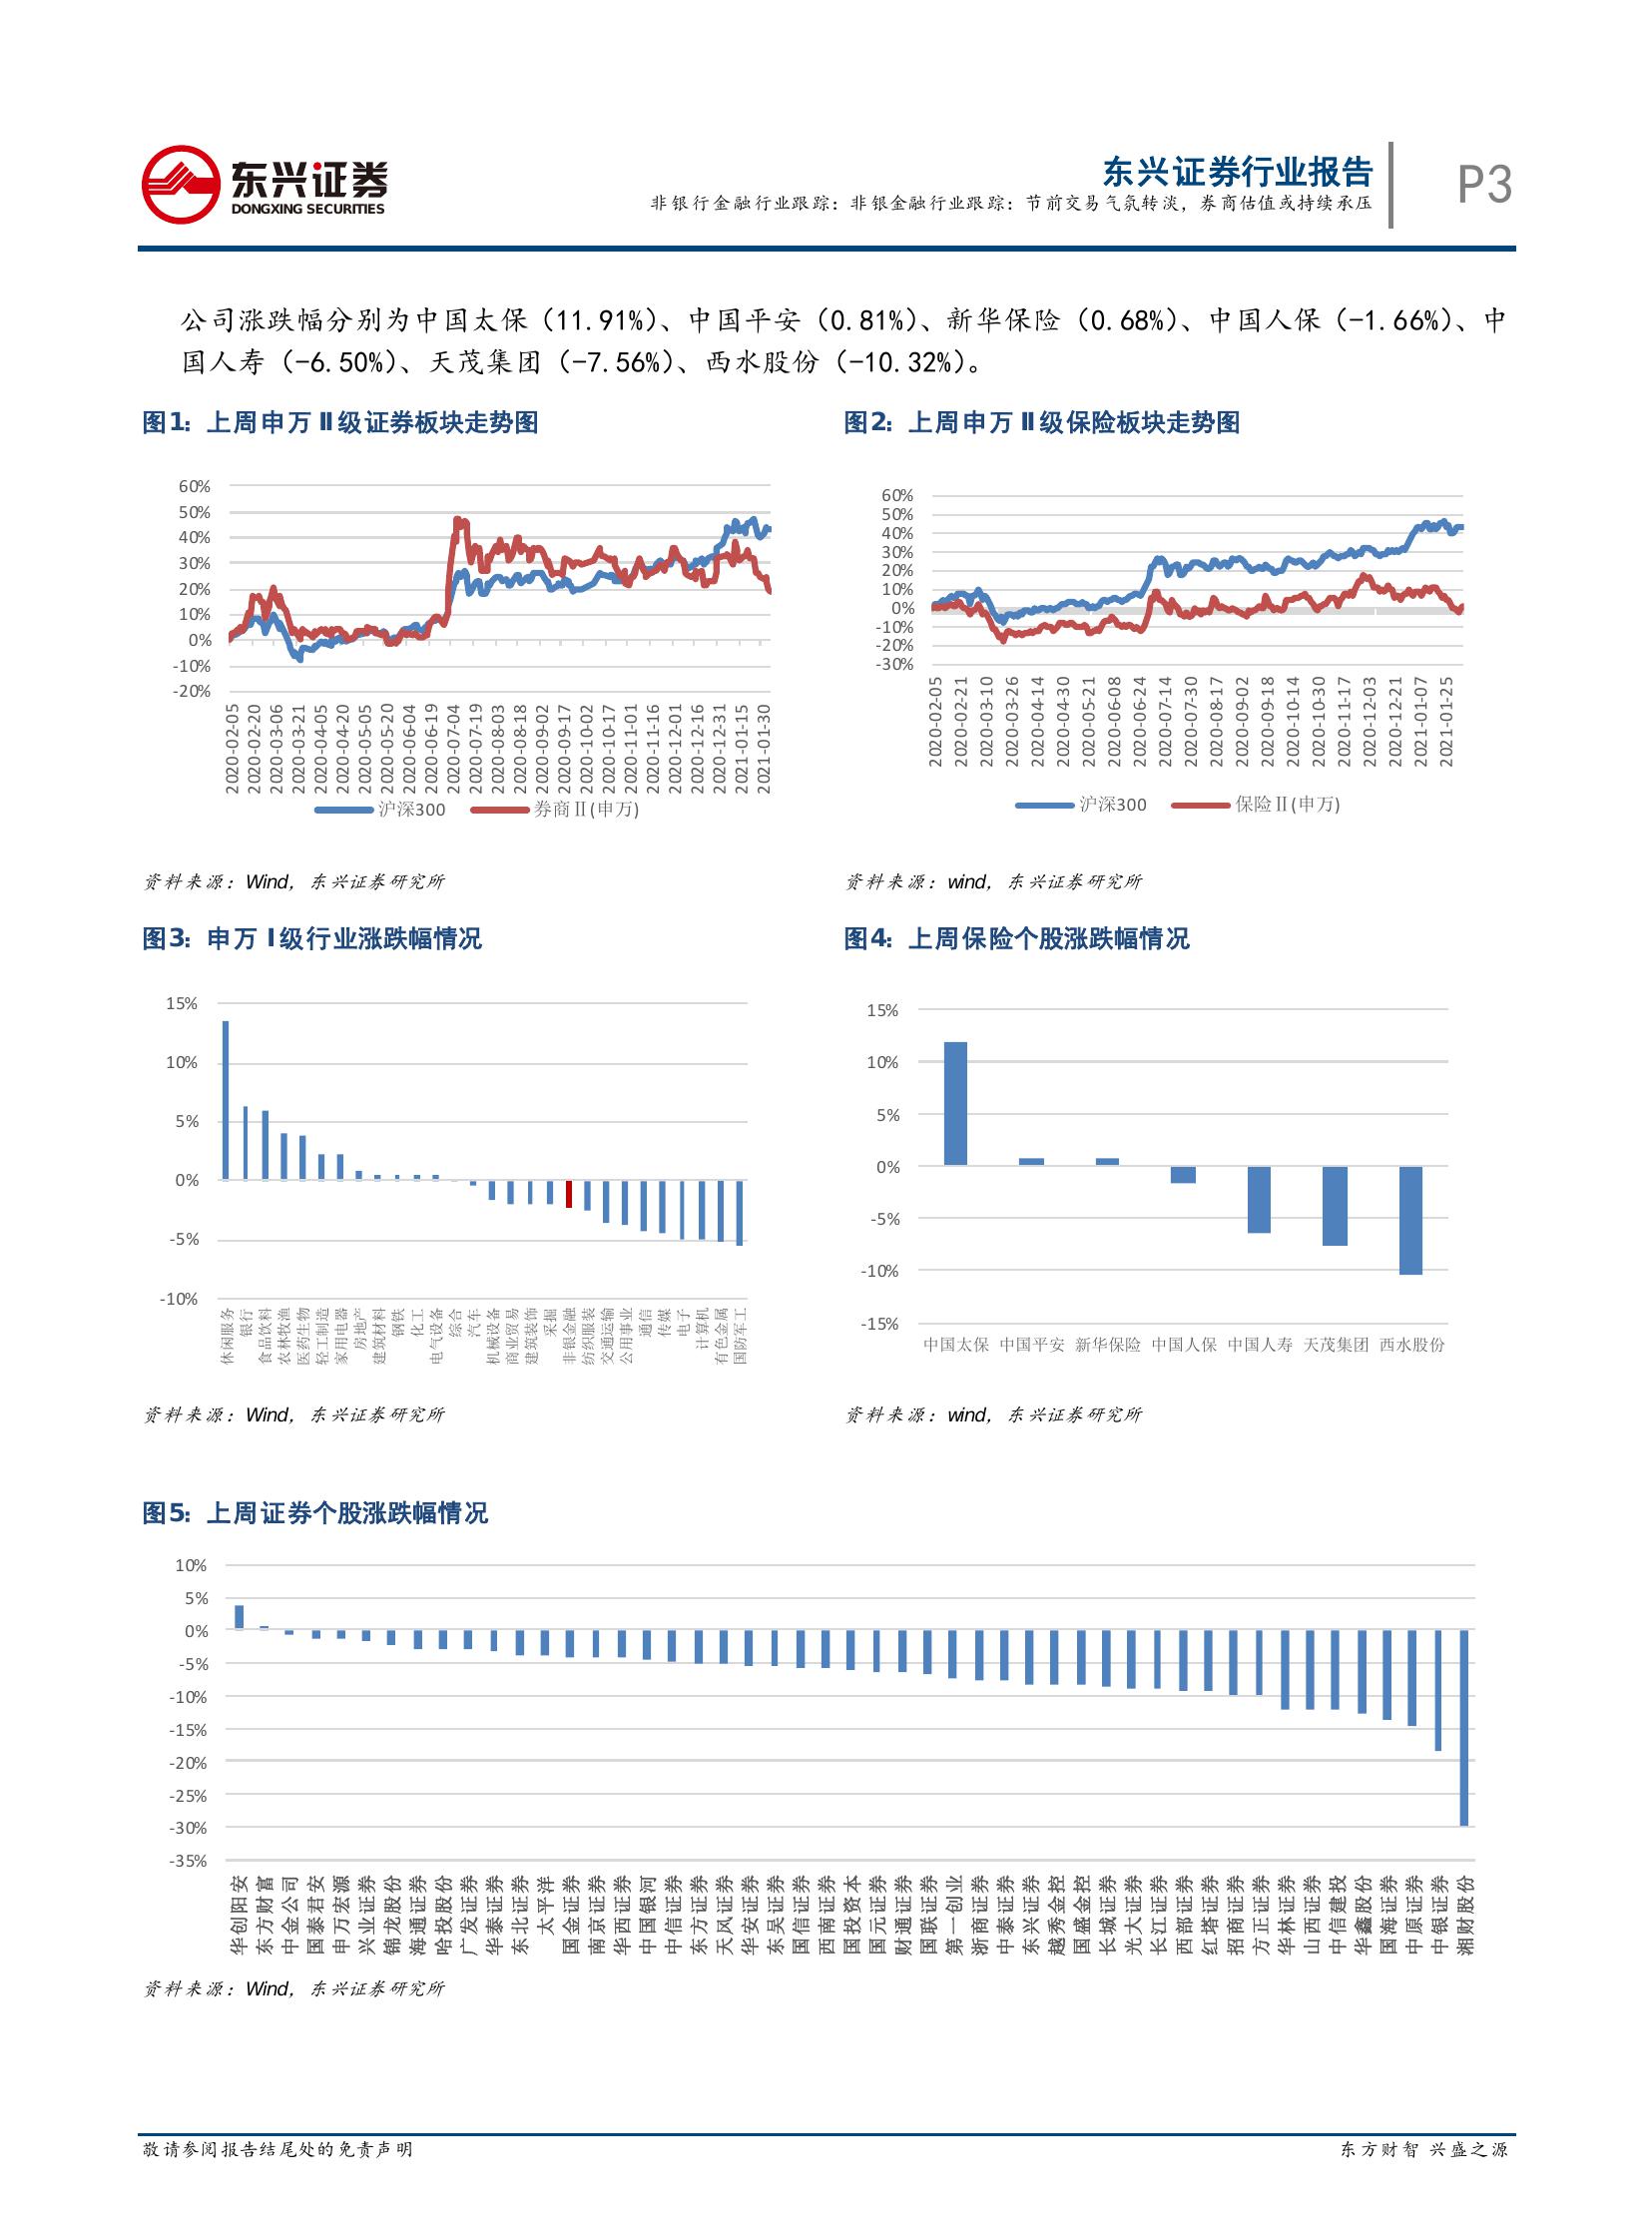 东兴证券
DONGXING SECURITIES
东兴证券行业报告
非银行金融行业跟踪：非银金融行业跟踪：节前交易气氛转淡，券商估值或持续承压
P3
公司涨跌幅分别为中国太保（11.91%）、中国平安（0.81%）、新华保险（0.68%）、中国人保（-1.66%）、中
国人寿（-6.50%）、天茂集团（-7.56%）、西水股份（-10.32%）。
图1：上周申万 II 级证券板块走势图
60%
50%
40%
30%
20%
10%
0%
-10%
-20%
2020-02-05
2020-02-20
2020-03-06
2020-03-21
2020-04-05
2020-04-20
2020-05-05
2020-05-20
2020-06-04
2020-06-19
2020-07-04
2020-07-19
2020-08-03
2020-08-18
2020-09-02
2020-09-17
2020-10-02
2020-10-17
2020-11-01
2020-11-16
2020-12-01
2020-12-16
2020-12-31
2021-01-15
2021-01-30
沪深300 券商Ⅱ(申万)
资料来源：Wind，东兴证券研究所
图2：上周申万 II 级保险板块走势图
60%
50%
40%
30%
20%
10%
0%
-10%
-20%
-30%
2020-02-05
2020-02-21
2020-03-10
2020-03-26
2020-04-14
2020-04-30
2020-05-21
2020-06-08
2020-06-24
2020-07-14
2020-07-30
2020-08-17
2020-09-02
2020-09-18
2020-10-14
2020-10-30
2020-11-17
2020-12-03
2020-12-21
2021-01-07
2021-01-25
沪深300 保险Ⅱ(申万)
资料来源：wind，东兴证券研究所
图3：申万 I 级行业涨跌幅情况
15%
10%
5%
0%
-5%
-10%
休闲服务
银行
食品饮料
农林牧渔
医药生物
轻工制造
家用电器
房地产
建筑材料
钢铁
化工
电气设备
综合
汽车
机械设备
商业贸易
建筑装饰
采掘
非银金融
纺织服装
交通运输
公用事业
通信
传媒
电子
计算机
有色金属
国防军工
资料来源：Wind，东兴证券研究所
图4：上周保险个股涨跌幅情况
15%
10%
5%
0%
-5%
-10%
-15%
中国太保 中国平安 新华保险 中国人保 中国人寿 天茂集团 西水股份
资料来源：wind，东兴证券研究所
图5：上周证券个股涨跌幅情况
10%
5%
0%
-5%
-10%
-15%
-20%
-25%
-30%
-35%
华创阳安
东方财富
中金公司
国泰君安
申万宏源
兴业证券
锦龙股份
海通证券
哈投股份
广发证券
华泰证券
东北证券
太平洋
国金证券
南京证券
华西证券
中国银河
中信证券
东方证券
天风证券
华安证券
东吴证券
国信证券
西南证券
国投资本
国元证券
财通证券
国联证券
第一创业
浙商证券
中泰证券
东兴证券
越秀金控
国盛金控
长城证券
光大证券
长江证券
西部证券
红塔证券
招商证券
方正证券
华林证券
山西证券
中信建投
华鑫股份
国海证券
中原证券
中银证券
湘财股份
资料来源：Wind，东兴证券研究所
敬请参阅报告结尾处的免责声明
东方财智 兴盛之源